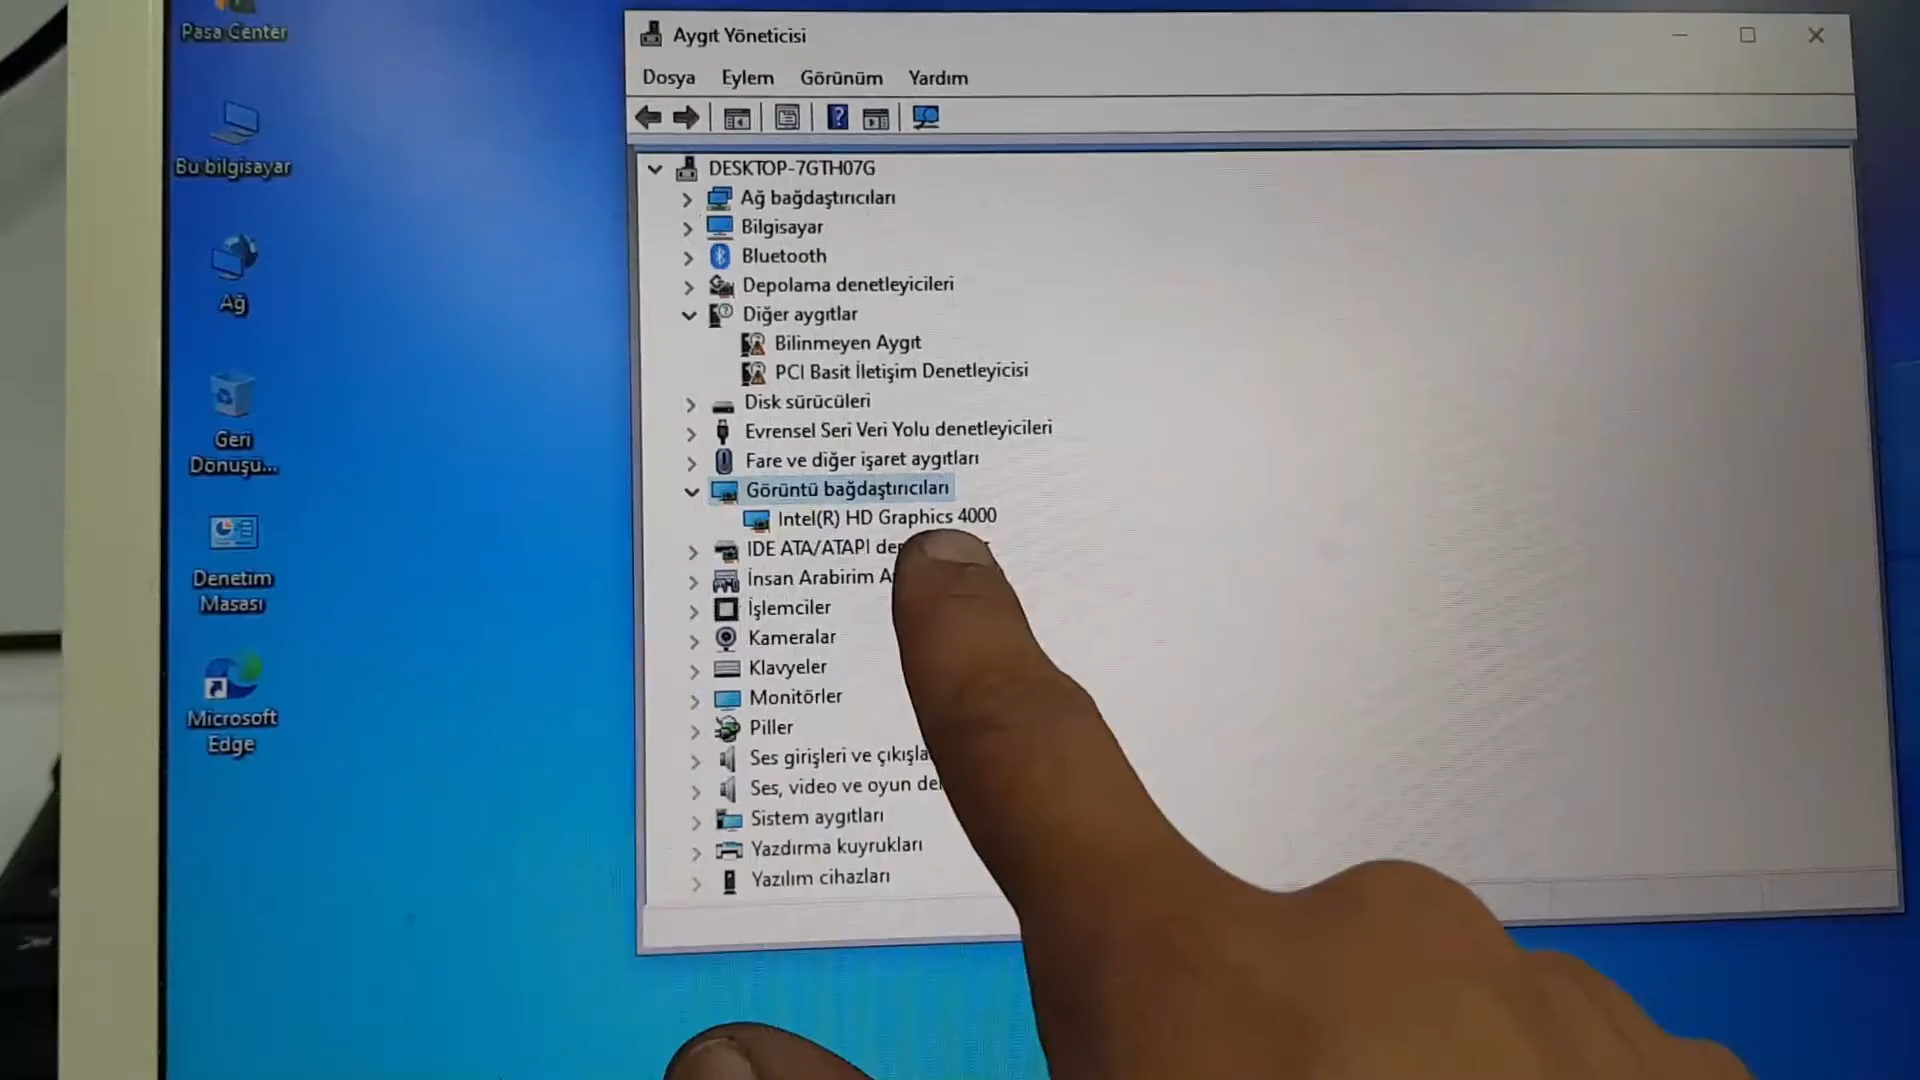 Pasa Center
Bu bilgisayar
Ağ
Geri
Dönüşü...
Denetim
Masası
Microsoft
Edge
Aygıt Yöneticisi
Dosya Eylem Görünüm Yardım
DESKTOP-7GTH07G
Ağ bağdaştırıcıları
Bilgisayar
Bluetooth
Depolama denetleyicileri
Diğer aygıtlar
Bilinmeyen Aygıt
PCI Basit İletişim Denetleyicisi
Disk sürücüleri
Evrensel Seri Veri Yolu denetleyicileri
Fare ve diğer işaret aygıtları
Görüntü bağdaştırıcıları
Intel(R) HD Graphics 4000
IDE ATA/ATAPI
İnsan Arabirim
İşlemciler
Kameralar
Klavyeler
Monitörler
Piller
Ses girişleri ve
Ses, video ve oyun
Sistem aygıtları
Yazdırma kuyrukları
Yazılım cihazları